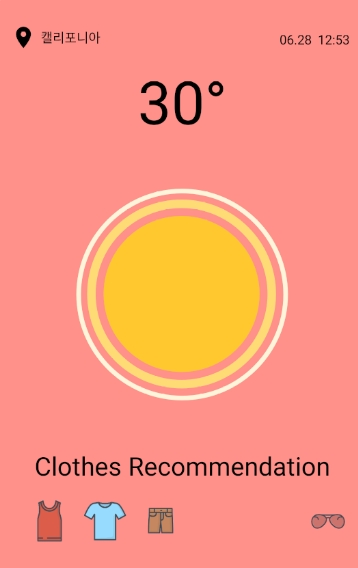 캘리포니아
06.28 12:53
30°
Clothes Recommendation